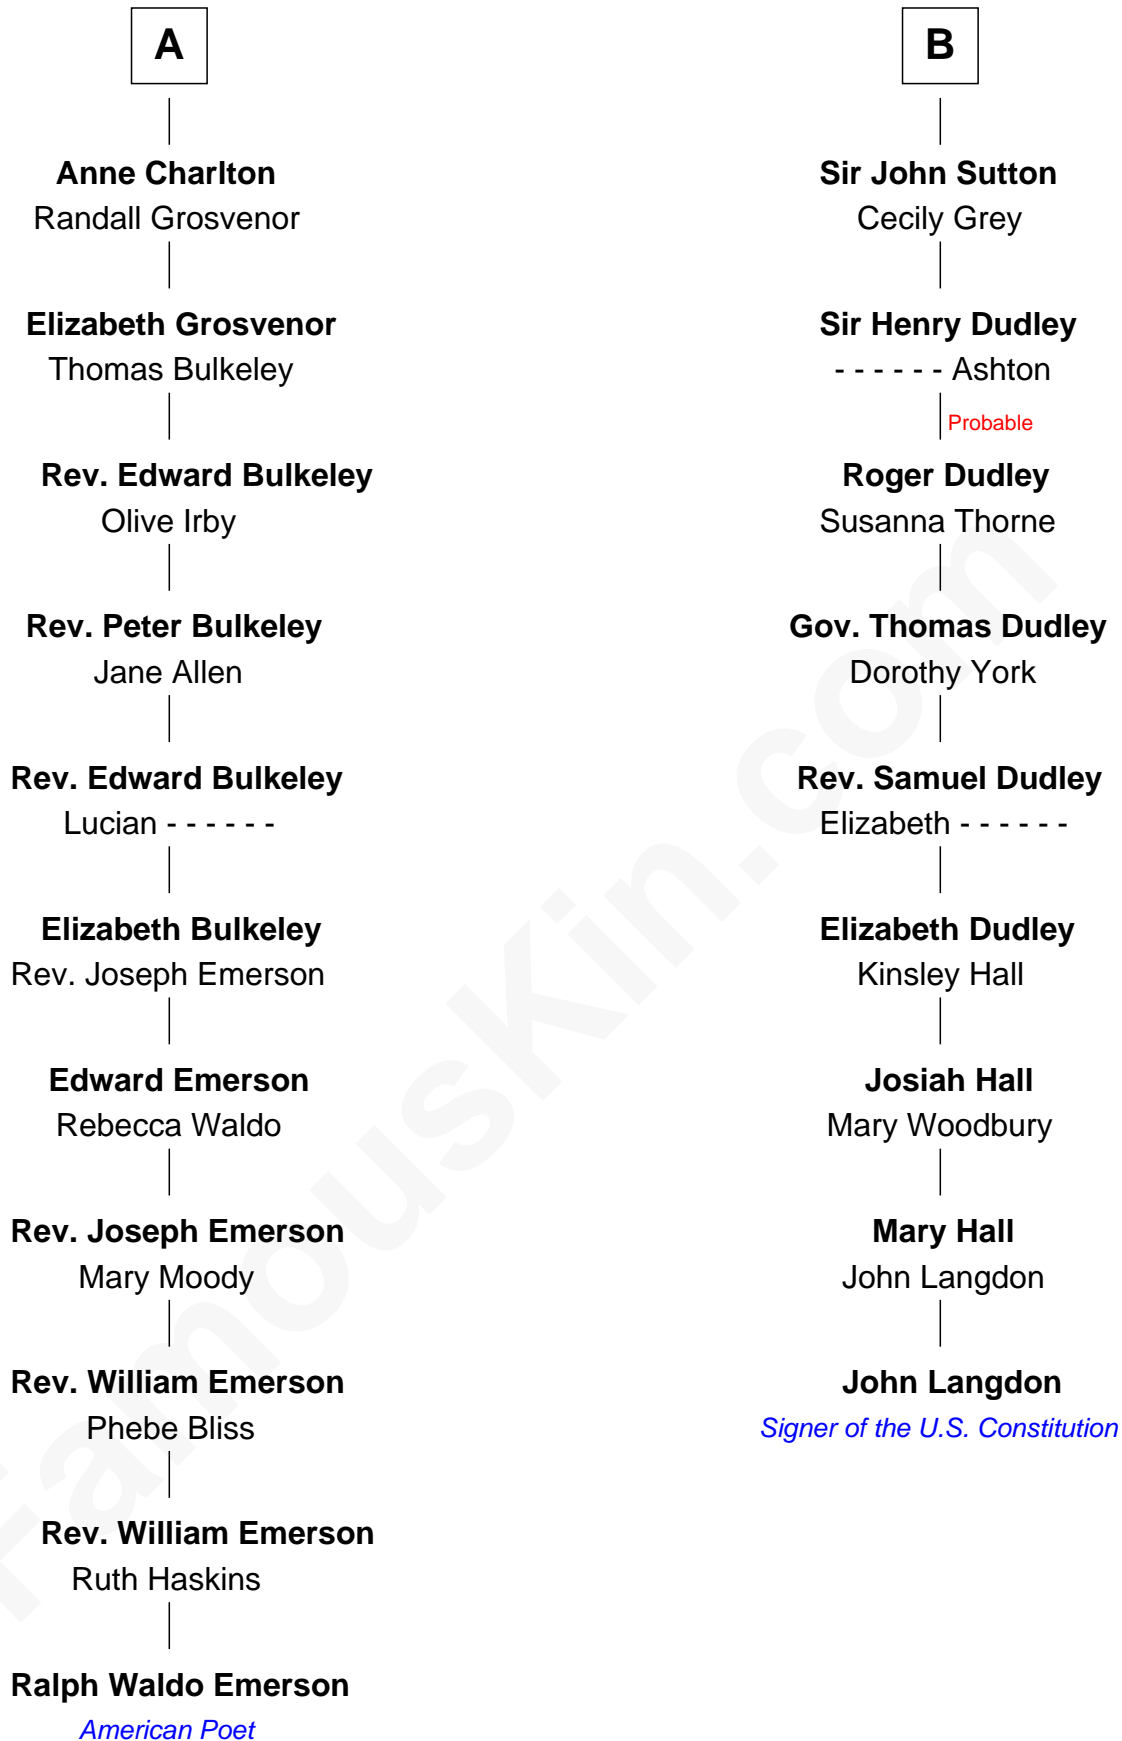 A
Anne Charlton
Randall Grosvenor
Elizabeth Grosvenor
Thomas Bulkeley
Rev. Edward Bulkeley
Olive Irby
Rev. Peter Bulkeley
Jane Allen
Rev. Edward Bulkeley
Lucian - - - - - -
Elizabeth Bulkeley
Rev. Joseph Emerson
Edward Emerson
Rebecca Waldo
Rev. Joseph Emerson
Mary Moody
Rev. William Emerson
Phebe Bliss
Rev. William Emerson
Ruth Haskins
Ralph Waldo Emerson
American Poet
B
Sir John Sutton
Cecily Grey
Sir Henry Dudley
- - - - - - Ashton
Probable
Roger Dudley
Susanna Thorne
Gov. Thomas Dudley
Dorothy York
Rev. Samuel Dudley
Elizabeth - - - - - -
Elizabeth Dudley
Kinsley Hall
Josiah Hall
Mary Woodbury
Mary Hall
John Langdon
John Langdon
Signer of the U.S. Constitution
FamousKin.com